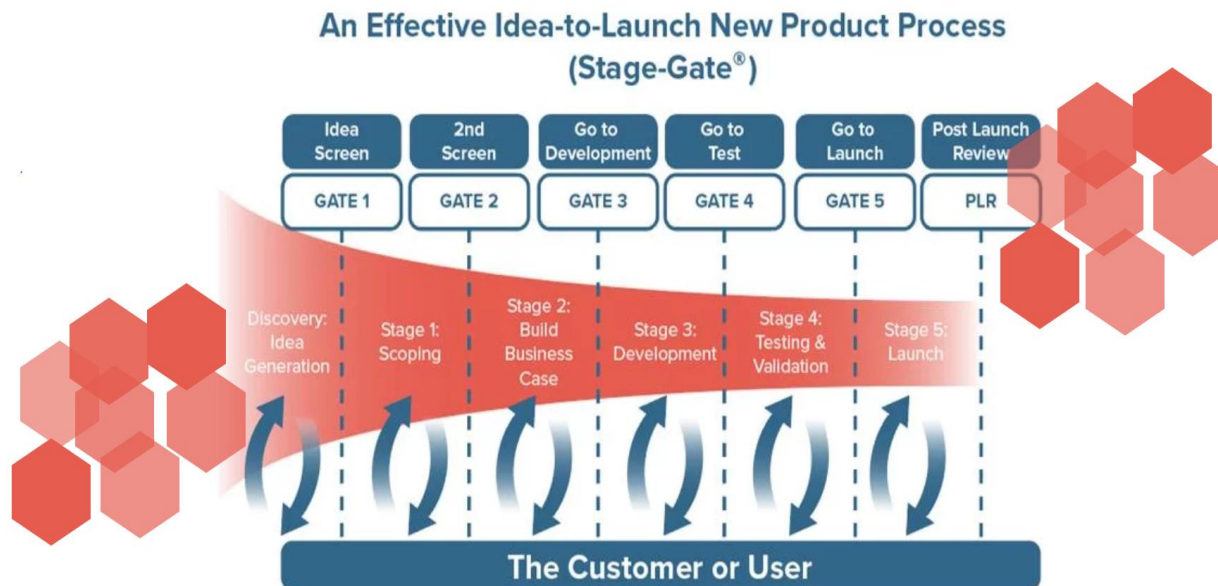 An Effective Idea-to-Launch New Product Process
(Stage-Gate®)
Idea
Screen
2nd
Screen
Go to
Development
Go to
Test
Go to
Launch
Post Launch
Review
GATE 1
GATE 2
GATE 3
GATE 4
GATE 5
PLR
Discovery:
Idea
Generation
Stage 1:
Scoping
Stage 2:
Build
Business
Case
Stage 3:
Development
Stage 4:
Testing &
Validation
Stage 5:
Launch
The Customer or User